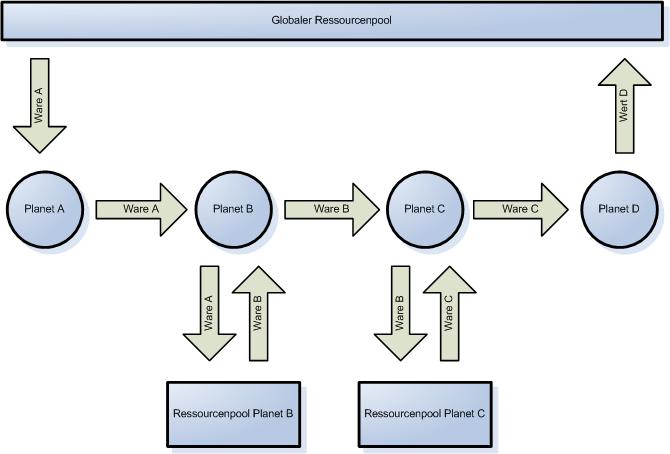 Globaler Ressourcenpool
Ware A
Wert D
Planet A
Ware A
Planet B
Ware B
Planet C
Ware C
Planet D
Ware A
Ware B
Ware B
Ware C
Ressourcenpool Planet B
Ressourcenpool Planet C